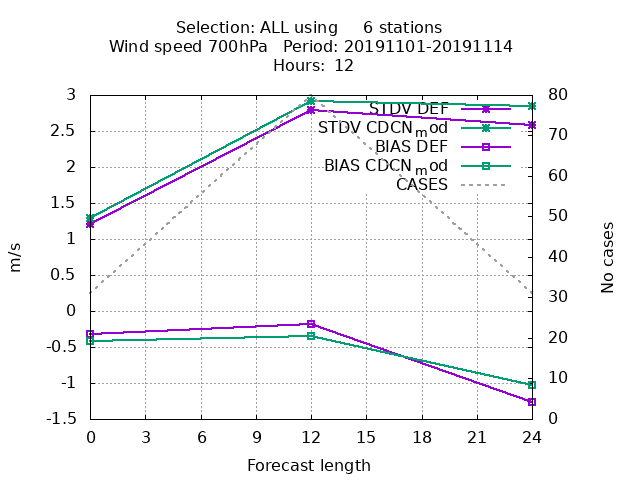 Selection: ALL using     6 stations
Wind speed 700hPa   Period: 20191101-20191114
Hours:  12
STDV DEF
STDV CDCN_mod
BIAS DEF
BIAS CDCN_mod
CASES
3
2.5
2
1.5
1
0.5
0
-0.5
-1
-1.5
m/s
80
70
60
50
40
30
20
10
0
No cases
0 3 6 9 12 15 18 21 24
Forecast length